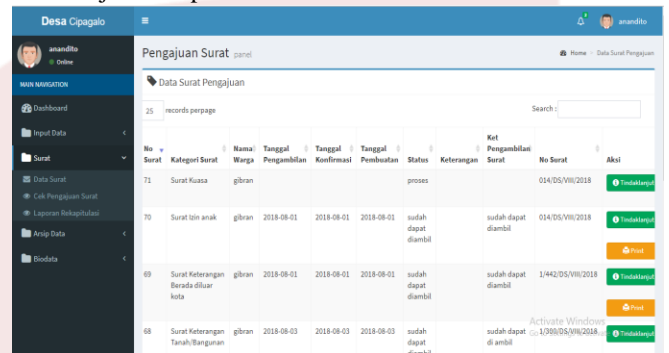 Desa Cipagalo
anandito
anandito
Online
Pengajuan Surat panel
Home
Data Surat Pengajuan
MAIN NAVIGATION
Dashboard
Input Data
Surat
Data Surat
Cek Pengajuan Surat
Laporan Rekapitulasi
Arsip Data
Biodata
Data Surat Pengajuan
25 records perpage
Search :
No Surat Kategori Surat Nama Warga Tanggal Pengambilan Tanggal Konfirmasi Tanggal Pembuatan Status Keterangan Ket Pengambilan Surat No Surat Aksi
71 Surat Kuasa gibran proses 014/DS/VIII/2018 Tindaklanjut
70 Surat Izin anak gibran 2018-08-01 2018-08-01 2018-08-01 sudah dapat diambil sudah dapat diambil 014/DS/VIII/2018 Tindaklanjut
Print
69 Surat Keterangan Berada diluar kota gibran 2018-08-01 2018-08-01 2018-08-01 sudah dapat diambil sudah dapat diambil 1/442/DS/VIII/2018 Tindaklanjut
Print
68 Surat Keterangan Tanah/Bangunan gibran 2018-08-03 2018-08-03 2018-08-03 sudah dapat diambil sudah dapat di ambil Tindaklanjut
Activate Windows